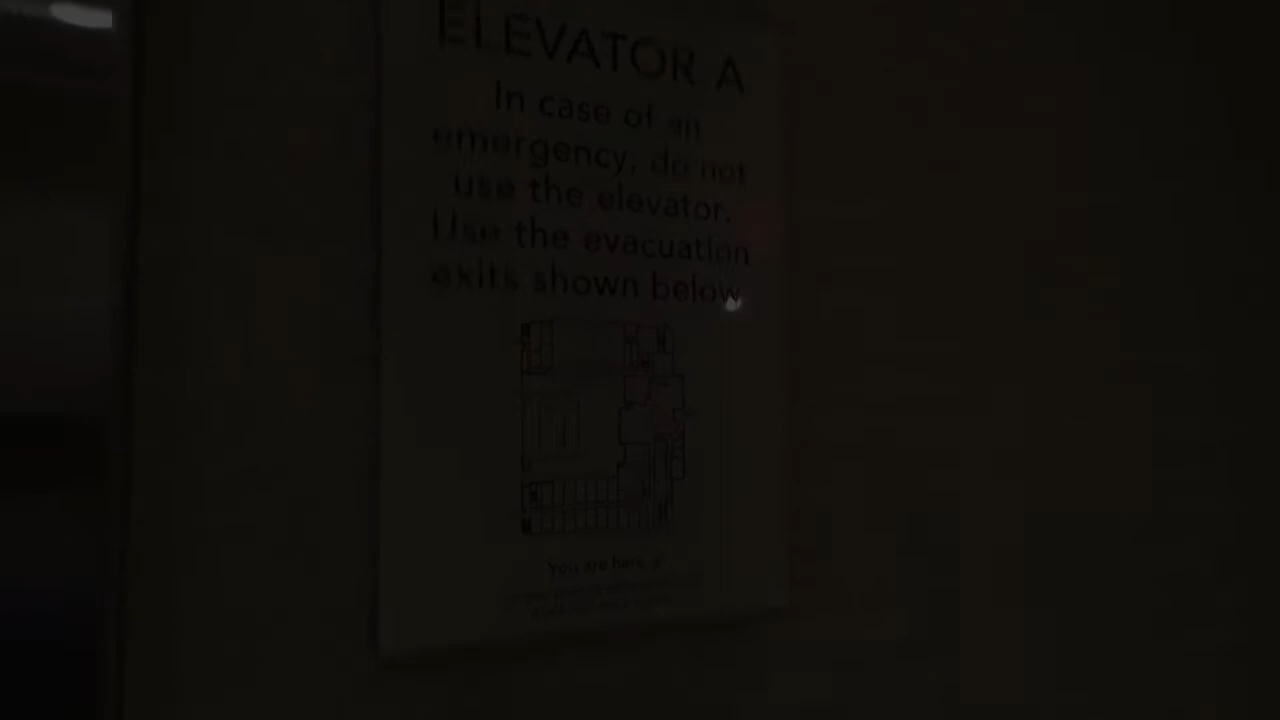 ELEVATOR A
In case of an
emergency, do not
use the elevator.
Use the evacuation
exits shown below
You are here